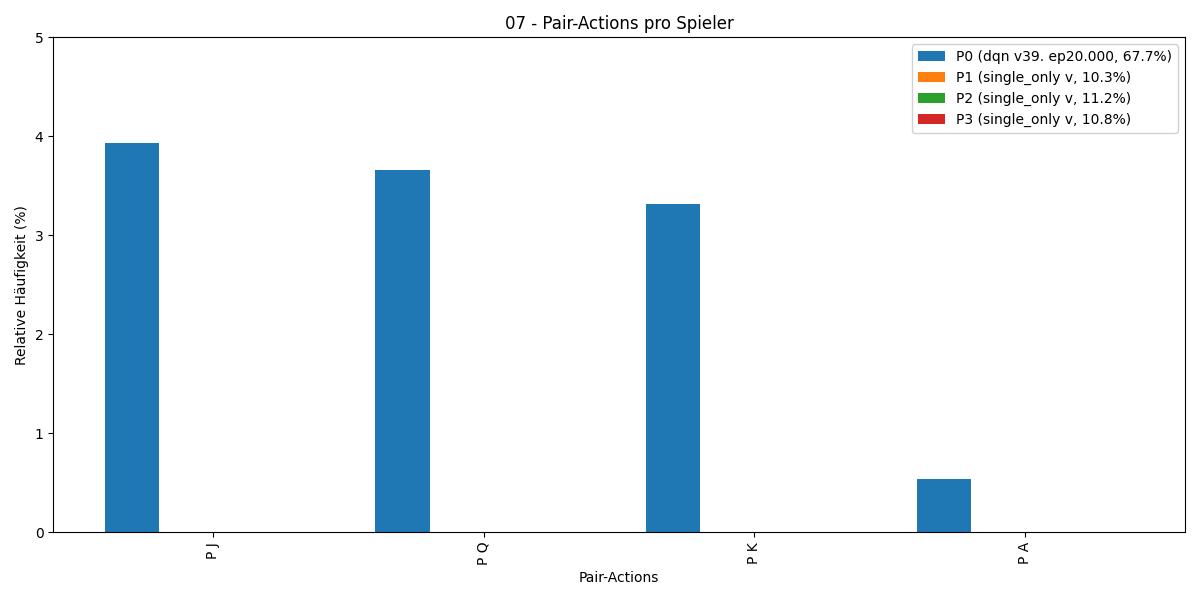 07 - Pair-Actions pro Spieler
P0 (dqn v39. ep20.000, 67.7%)
P1 (single_only v, 10.3%)
P2 (single_only v, 11.2%)
P3 (single_only v, 10.8%)
Relative Häufigkeit (%)
5
4
3
2
1
0
P J
P Q
P K
P A
Pair-Actions